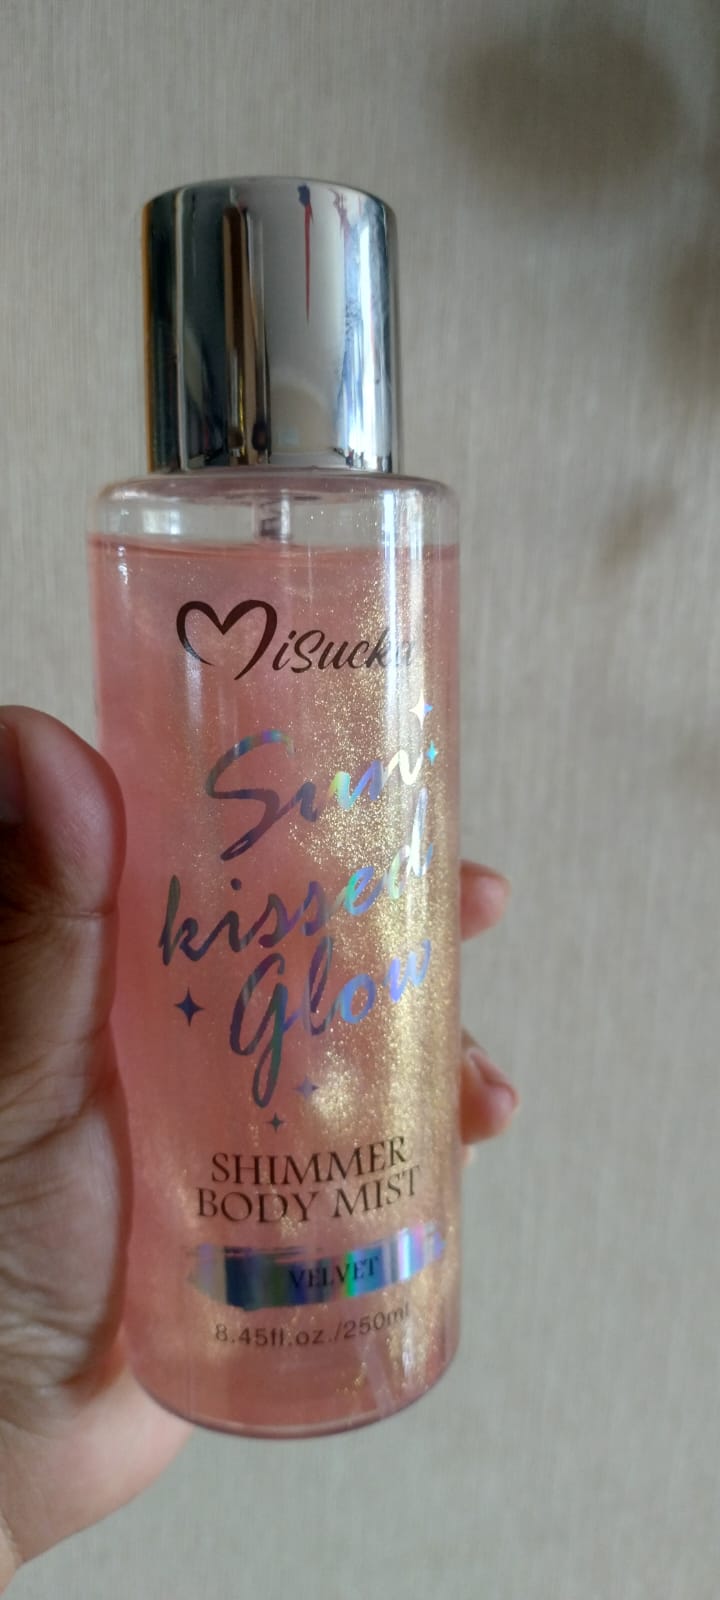 MiSucka
Sun
kissed
Glow
SHIMMER
BODY MIST
VELVET
8.45fl.oz./250ml